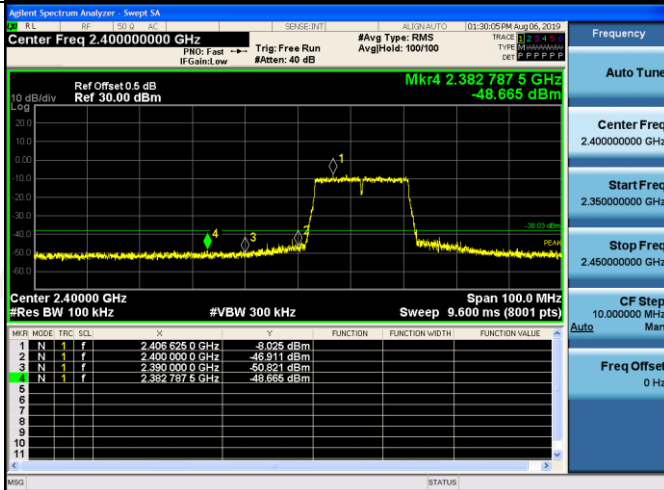 Agilent Spectrum Analyzer - Swept SA
RL RF 50 Ω AC SENSE:INT ALIGN AUTO 01:30:05 PM Aug 06, 2019
Center Freq 2.400000000 GHz
PNO: Fast
IFGain:Low
Trig: Free Run
#Atten: 40 dB
#Avg Type: RMS
Avg|Hold: 100/100
TRACE 1 2 3 4 5 6
TYPE M
DET P P P P P P
Ref Offset 0.5 dB
Ref 30.00 dBm
10 dB/div
Log
Mkr4 2.382 787 5 GHz
-48.665 dBm
20.0
10.0
0.00
-10.0
-20.0
-30.0
-40.0
-50.0
-60.0
1
2
3
4
-38.03 dBm
PEAK
Center 2.40000 GHz
#Res BW 100 kHz
#VBW 300 kHz
Span 100.0 MHz
Sweep 9.600 ms (8001 pts)
MKR MODE TRC SCL X Y FUNCTION FUNCTION WIDTH FUNCTION VALUE
1 N 1 f 2.406 625 0 GHz -8.025 dBm
2 N 1 f 2.400 000 0 GHz -46.911 dBm
3 N 1 f 2.390 000 0 GHz -50.821 dBm
4 N 1 f 2.382 787 5 GHz -48.665 dBm
5
6
7
8
9
10
11
MSG STATUS
Frequency
Auto Tune
Center Freq
2.400000000 GHz
Start Freq
2.350000000 GHz
Stop Freq
2.450000000 GHz
CF Step
10.000000 MHz
Auto Man
Freq Offset
0 Hz